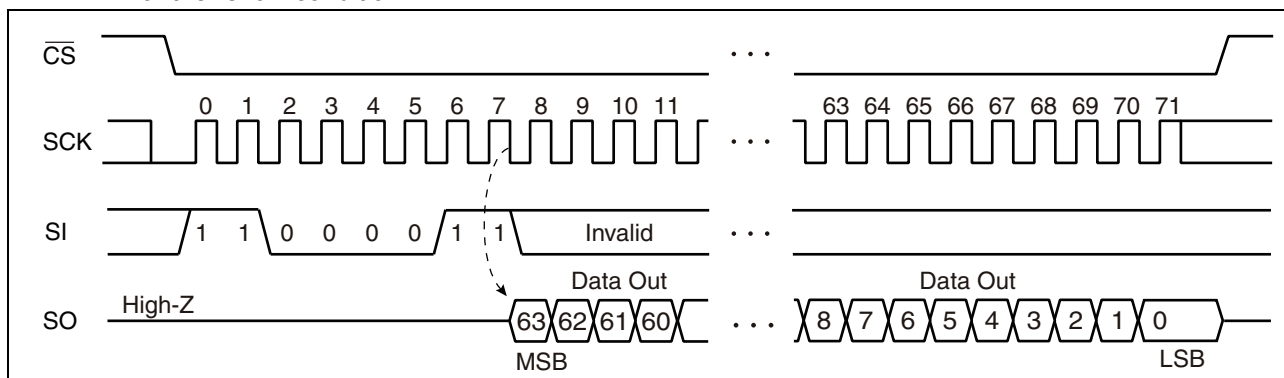 CS
. . .
0 1 2 3 4 5 6 7 8 9 10 11
63 64 65 66 67 68 69 70 71
SCK
. . .
SI
1 1 0 0 0 0 1 1
Invalid
. . .
Data Out
Data Out
High-Z
SO
63 62 61 60
. . .
8 7 6 5 4 3 2 1 0
MSB
LSB